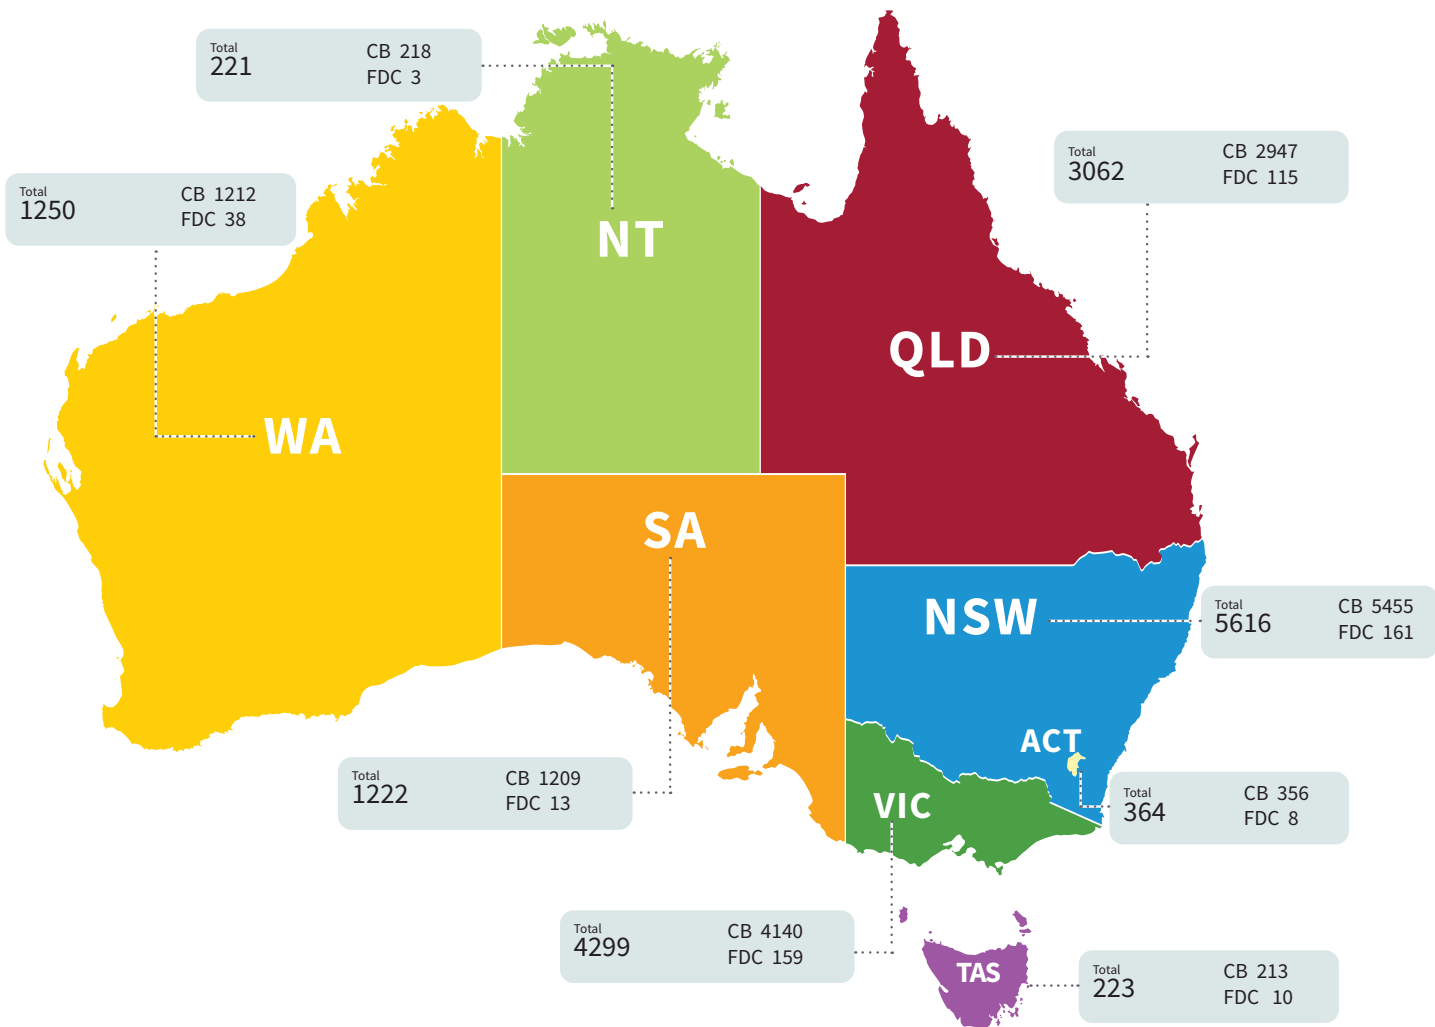 Total
221
CB 218
FDC 3
Total
1250
CB 1212
FDC 38
Total
3062
CB 2947
FDC 115
NT
QLD
WA
SA
NSW
Total
5616
CB 5455
FDC 161
ACT
Total
1222
CB 1209
FDC 13
VIC
Total
364
CB 356
FDC 8
Total
4299
CB 4140
FDC 159
TAS
Total
223
CB 213
FDC 10